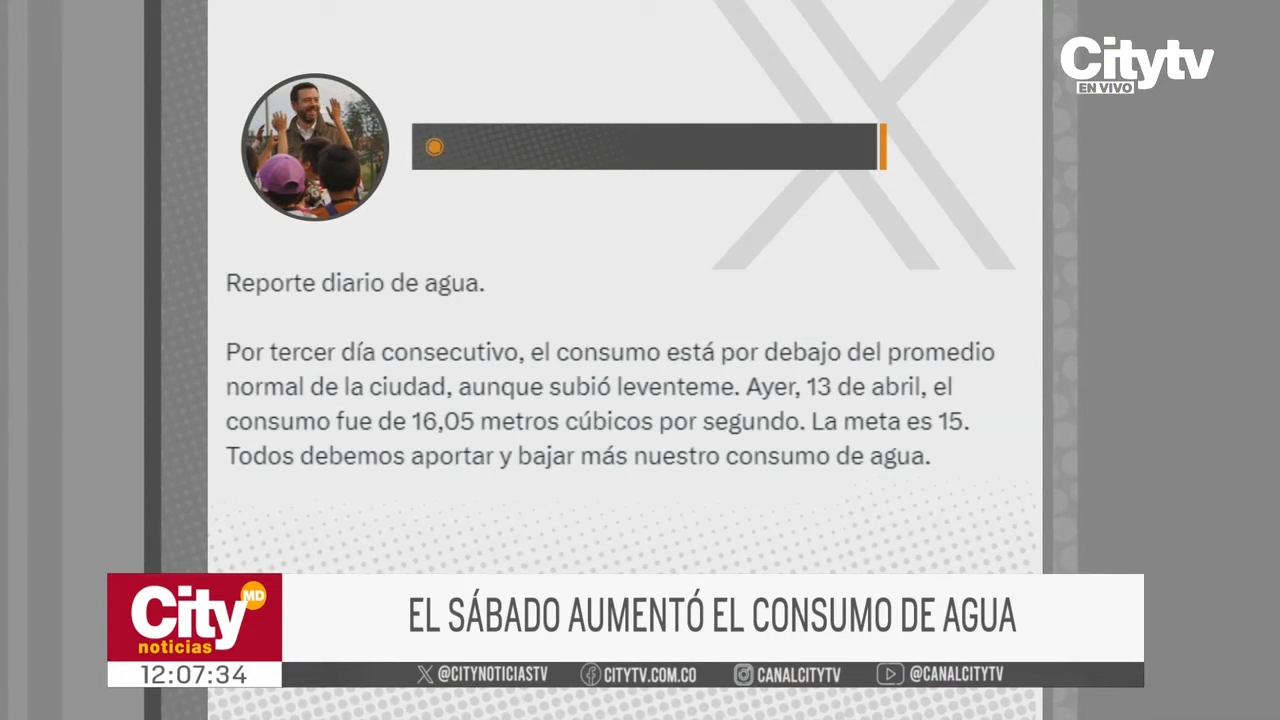 Citytv
EN VIVO
Reporte diario de agua.
Por tercer día consecutivo, el consumo está por debajo del promedio
normal de la ciudad, aunque subió leventeme. Ayer, 13 de abril, el
consumo fue de 16,05 metros cúbicos por segundo. La meta es 15.
Todos debemos aportar y bajar más nuestro consumo de agua.
City MD
noticias
EL SÁBADO AUMENTÓ EL CONSUMO DE AGUA
12:07:34
@CITYNOTICIASTV CITYTV.COM.CO CANALCITYTV @CANALCITYTV